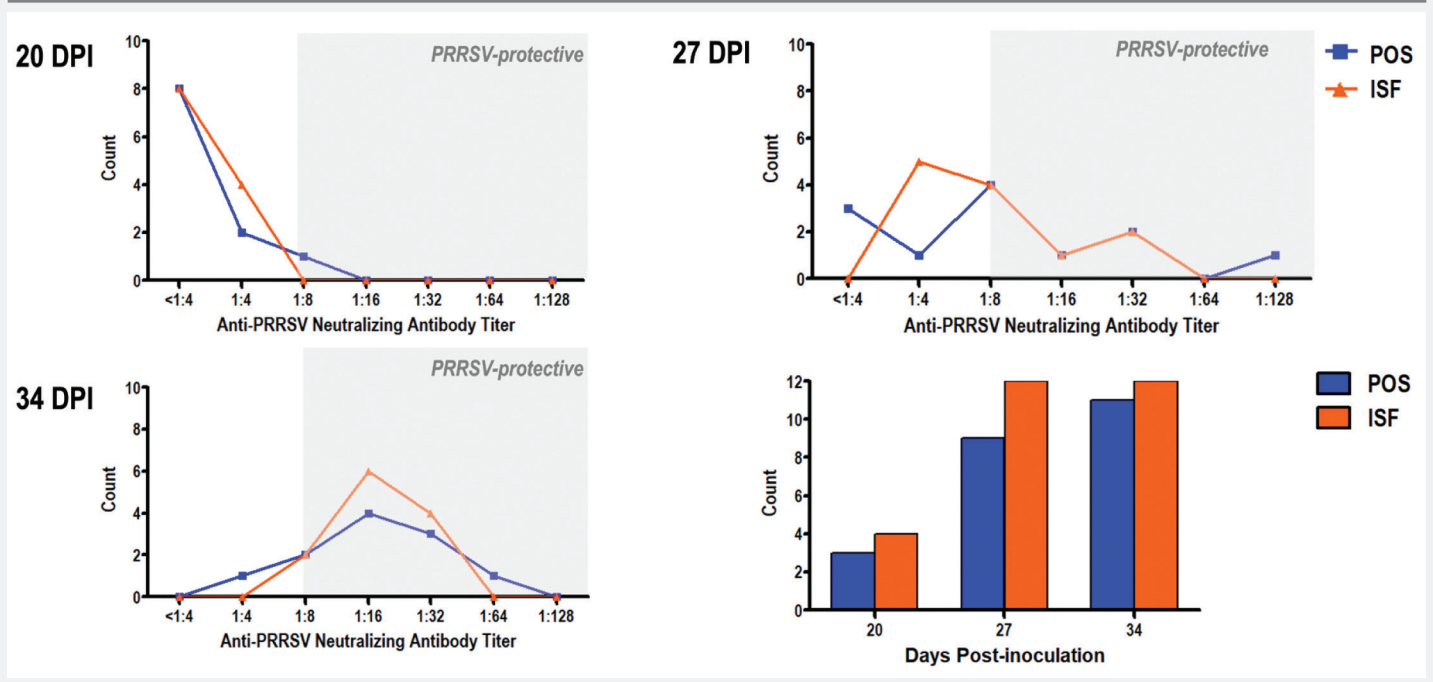 20 DPI
PRRSV-protective
10
8
6
4
2
0
Count
<1:4 1:4 1:8 1:16 1:32 1:64 1:128
Anti-PRRSV Neutralizing Antibody Titer
27 DPI
PRRSV-protective
10
8
6
4
2
0
Count
<1:4 1:4 1:8 1:16 1:32 1:64 1:128
Anti-PRRSV Neutralizing Antibody Titer
POS
ISF
34 DPI
PRRSV-protective
10
8
6
4
2
0
Count
<1:4 1:4 1:8 1:16 1:32 1:64 1:128
Anti-PRRSV Neutralizing Antibody Titer
12
10
8
6
4
2
0
Count
20 27 34
Days Post-inoculation
POS
ISF